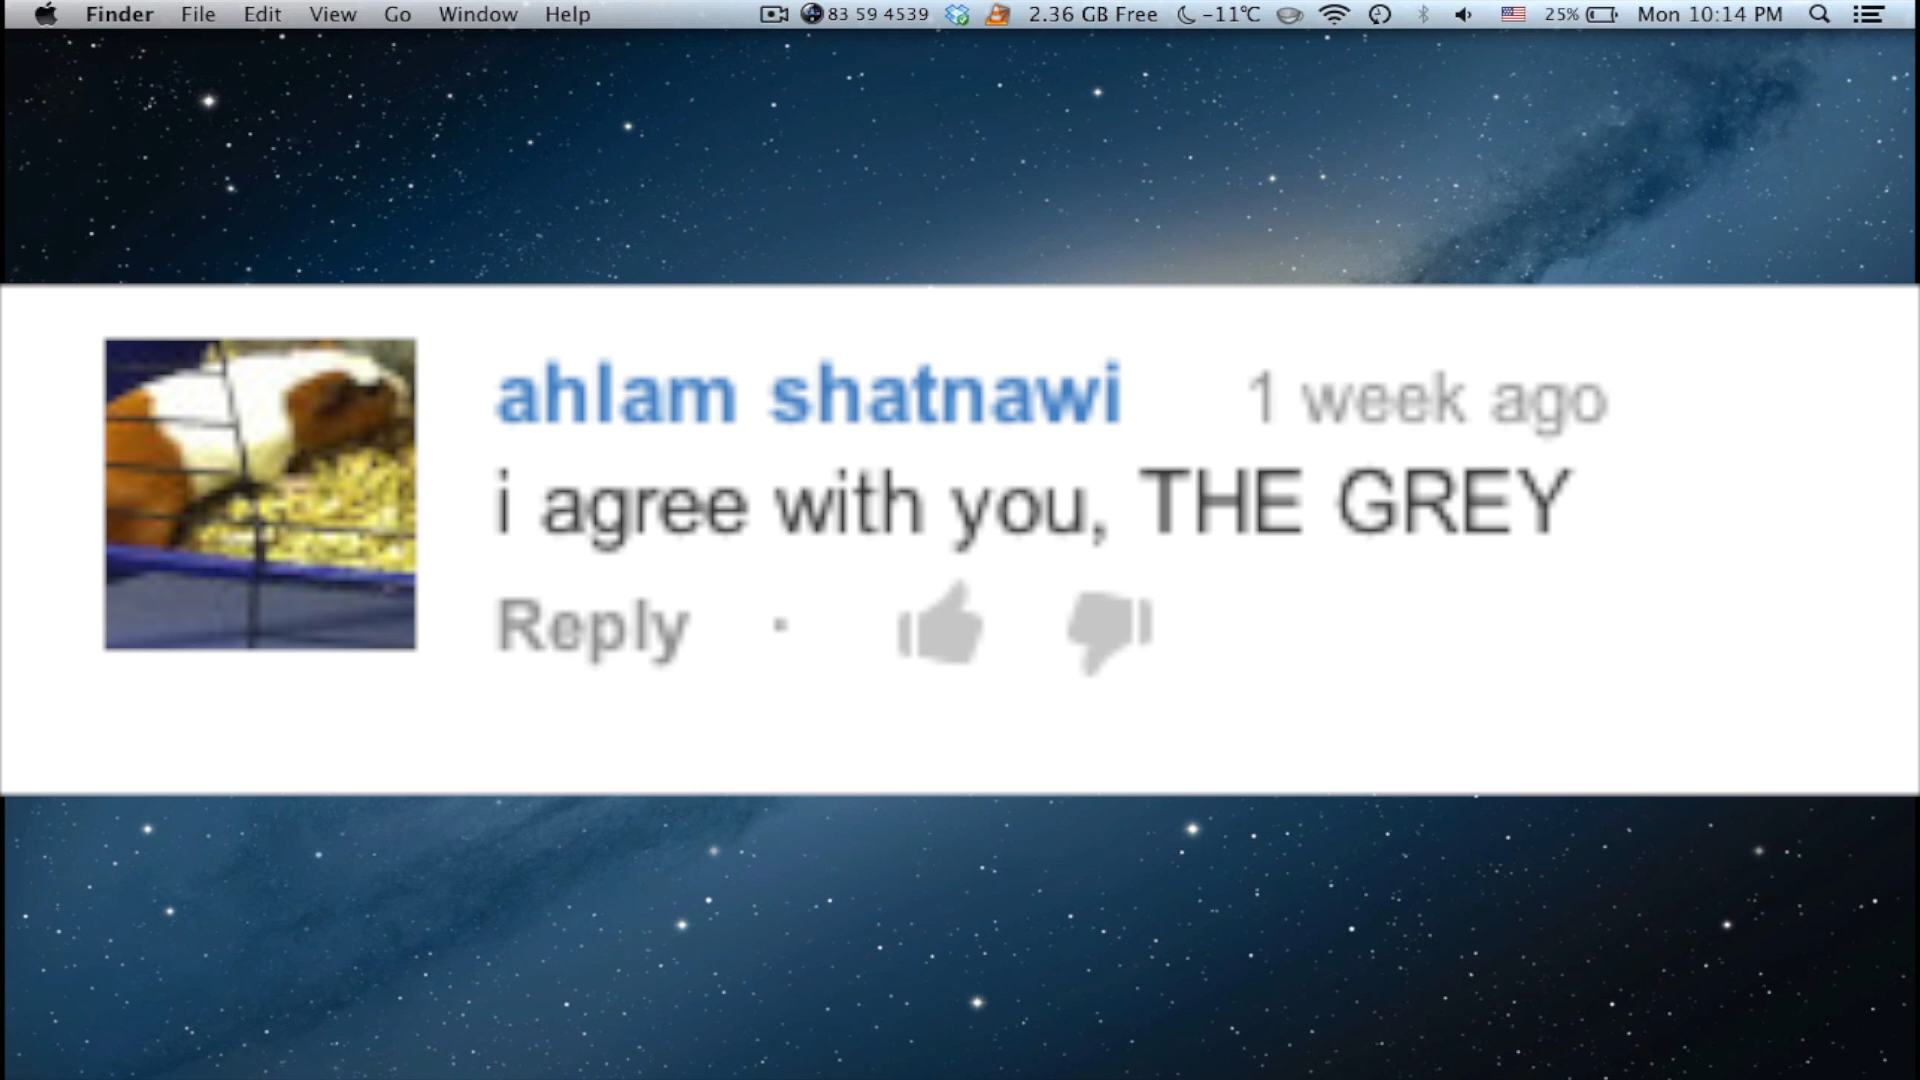 Finder File Edit View Go Window Help 83 59 4539 2.36 GB Free -11°C 25% Mon 10:14 PM
ahlam shatnawi 1 week ago
i agree with you, THE GREY
Reply ·